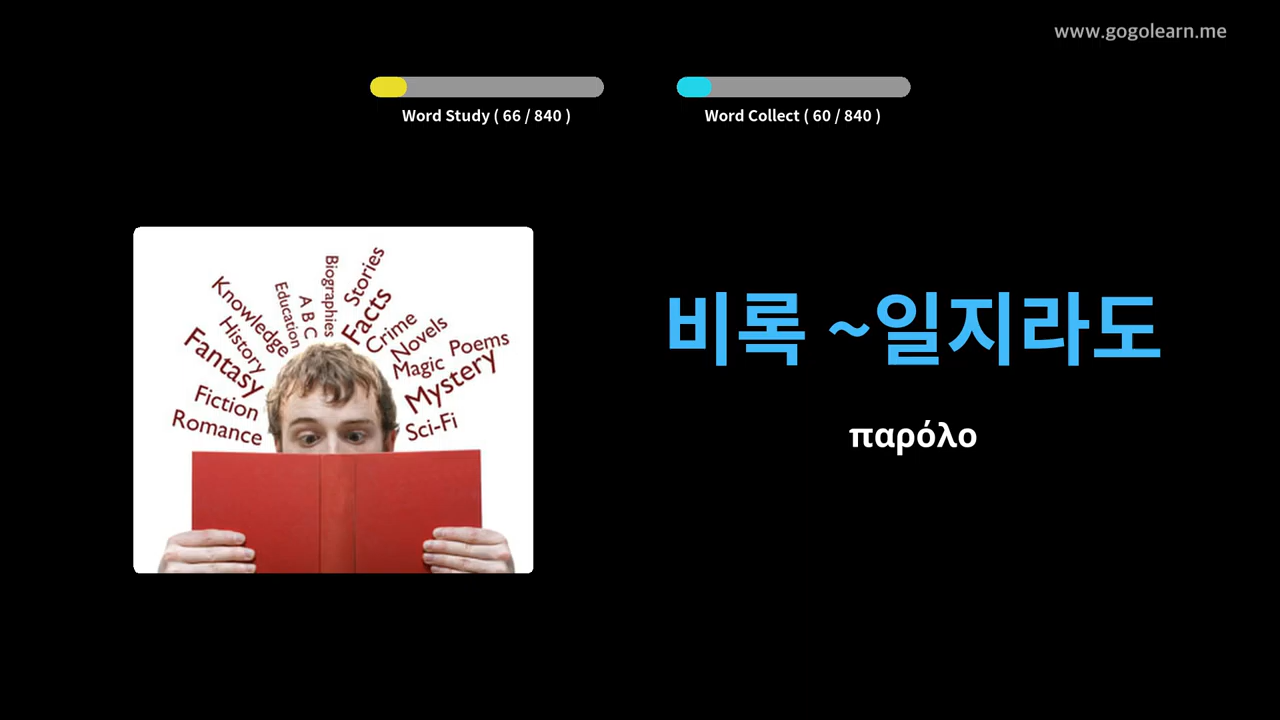 www.gogolearn.me
Word Study ( 66 / 840 )
Word Collect ( 60 / 840 )
Knowledge
History
Fantasy
Fiction
Romance
Education
A B C
Biographies
Stories
Facts
Crime
Novels
Magic
Poems
Mystery
Sci-Fi
비록 ~일지라도
παρόλο